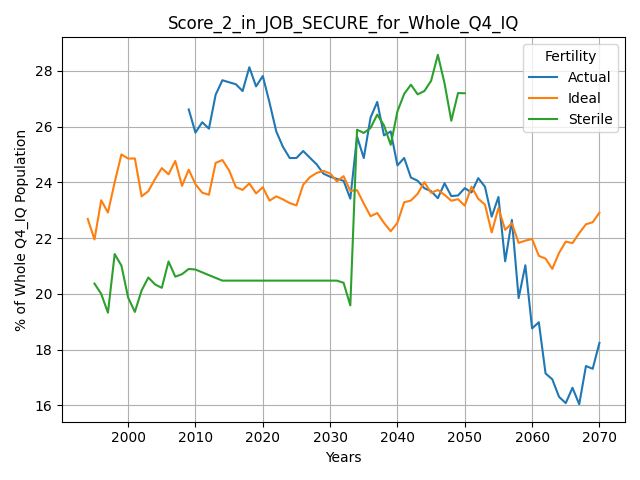 Score_2_in_JOB_SECURE_for_Whole_Q4_IQ
Fertility
Actual
Ideal
Sterile
% of Whole Q4_IQ Population
28
26
24
22
20
18
16
2000 2010 2020 2030 2040 2050 2060 2070
Years